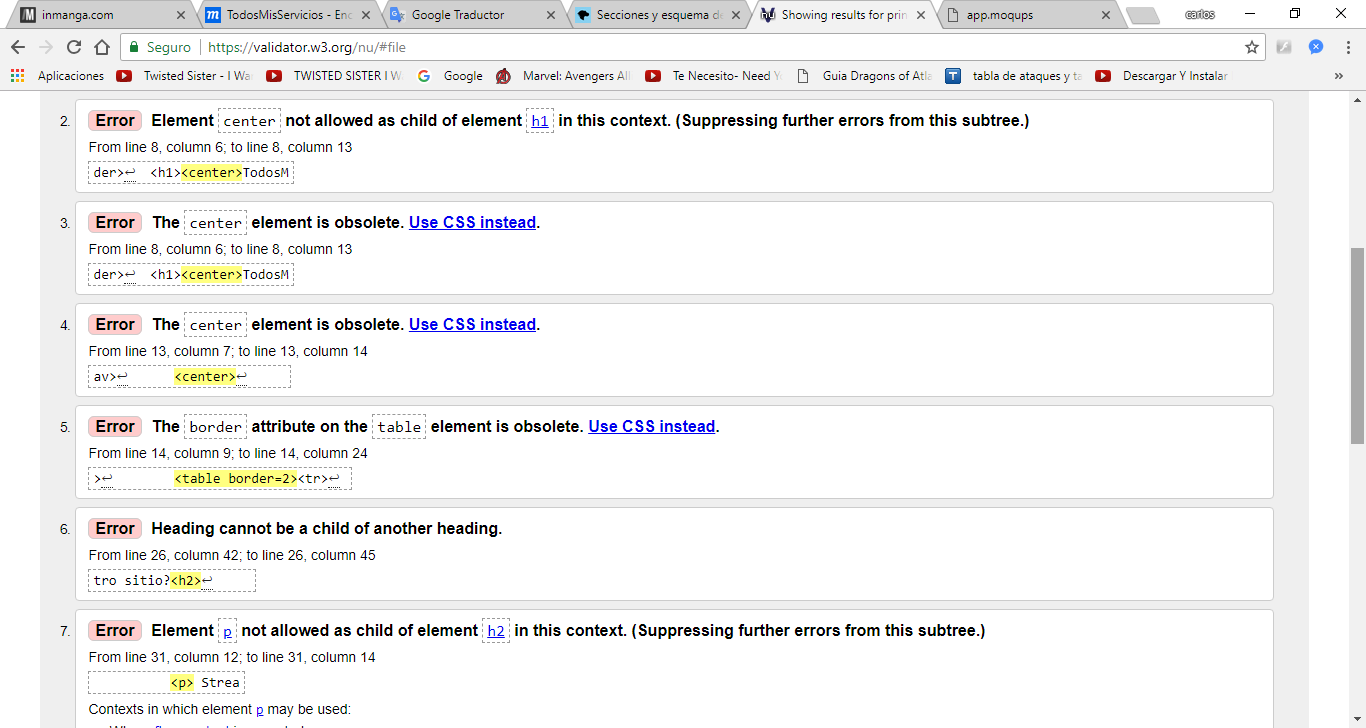 inmanga.com
TodosMisServicios - Enc
Google Traductor
Secciones y esquema de
Showing results for prin
app.moqups
carlos
Seguro
https://validator.w3.org/nu/#file
Aplicaciones
Twisted Sister - I Wa
TWISTED SISTER I W
Google
Marvel: Avengers All
Te Necesito- Need Y
Guia Dragons of Atla
tabla de ataques y ta
Descargar Y Instalar
»
2. Error Element center not allowed as child of element h1 in this context. (Suppressing further errors from this subtree.)
From line 8, column 6; to line 8, column 13
der>↩ <h1><center>TodosM
3. Error The center element is obsolete. Use CSS instead.
From line 8, column 6; to line 8, column 13
der>↩ <h1><center>TodosM
4. Error The center element is obsolete. Use CSS instead.
From line 13, column 7; to line 13, column 14
av>↩ <center>↩
5. Error The border attribute on the table element is obsolete. Use CSS instead.
From line 14, column 9; to line 14, column 24
>↩ <table border=2><tr>↩
6. Error Heading cannot be a child of another heading.
From line 26, column 42; to line 26, column 45
tro sitio?<h2>↩
7. Error Element p not allowed as child of element h2 in this context. (Suppressing further errors from this subtree.)
From line 31, column 12; to line 31, column 14
<p> Strea
Contexts in which element p may be used: